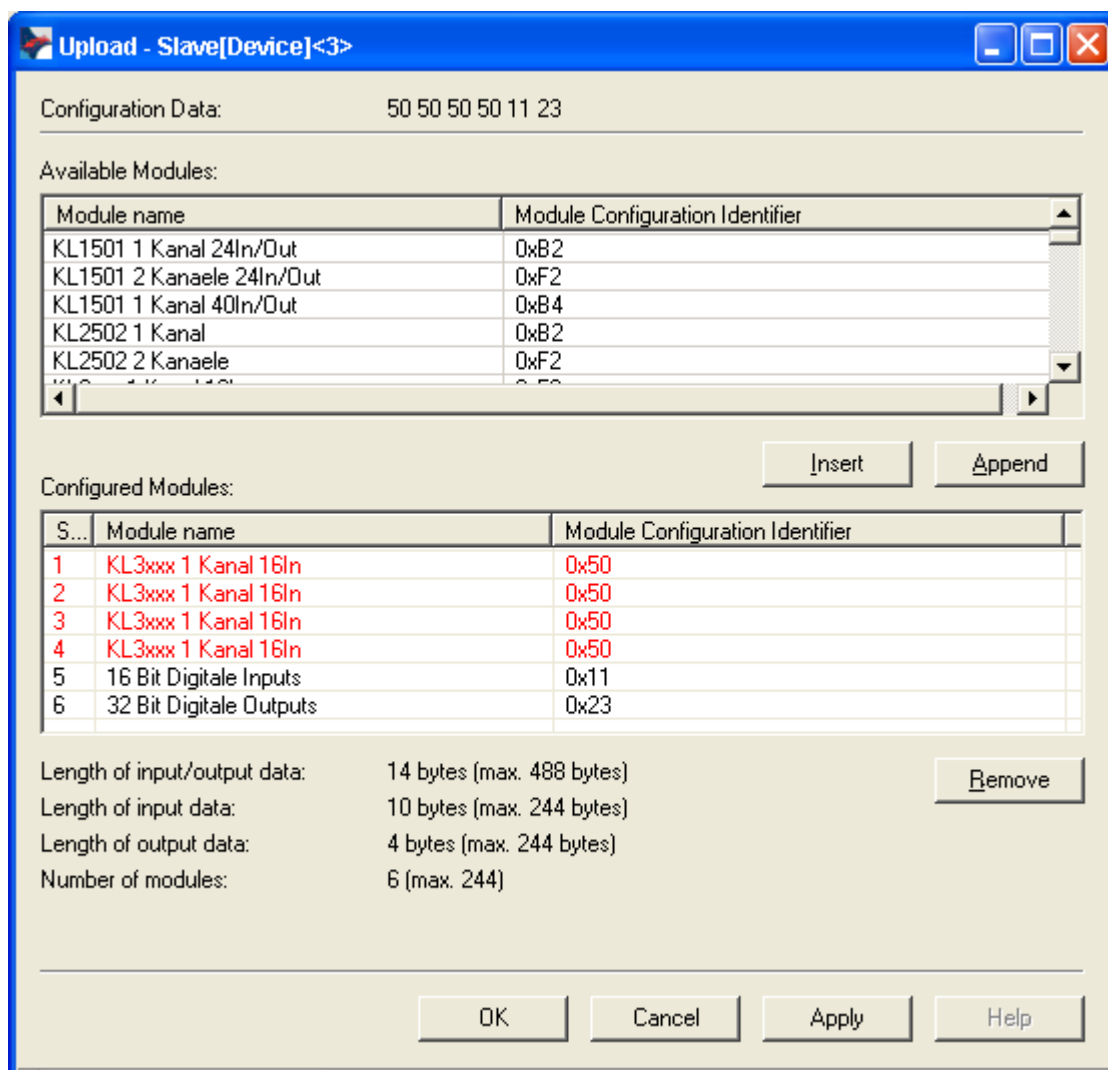 Upload - Slave[Device]<3>
Configuration Data: 50 50 50 50 11 23
Available Modules:
Module name Module Configuration Identifier
KL1501 1 Kanal 24In/Out 0xB2
KL1501 2 Kanaele 24In/Out 0xF2
KL1501 1 Kanal 40In/Out 0xB4
KL2502 1 Kanal 0xB2
KL2502 2 Kanaele 0xF2
Insert Append
Configured Modules:
S... Module name Module Configuration Identifier
1 KL3xxx 1 Kanal 16In 0x50
2 KL3xxx 1 Kanal 16In 0x50
3 KL3xxx 1 Kanal 16In 0x50
4 KL3xxx 1 Kanal 16In 0x50
5 16 Bit Digitale Inputs 0x11
6 32 Bit Digitale Outputs 0x23
Length of input/output data: 14 bytes (max. 488 bytes)
Remove
Length of input data: 10 bytes (max. 244 bytes)
Length of output data: 4 bytes (max. 244 bytes)
Number of modules: 6 (max. 244)
OK Cancel Apply Help